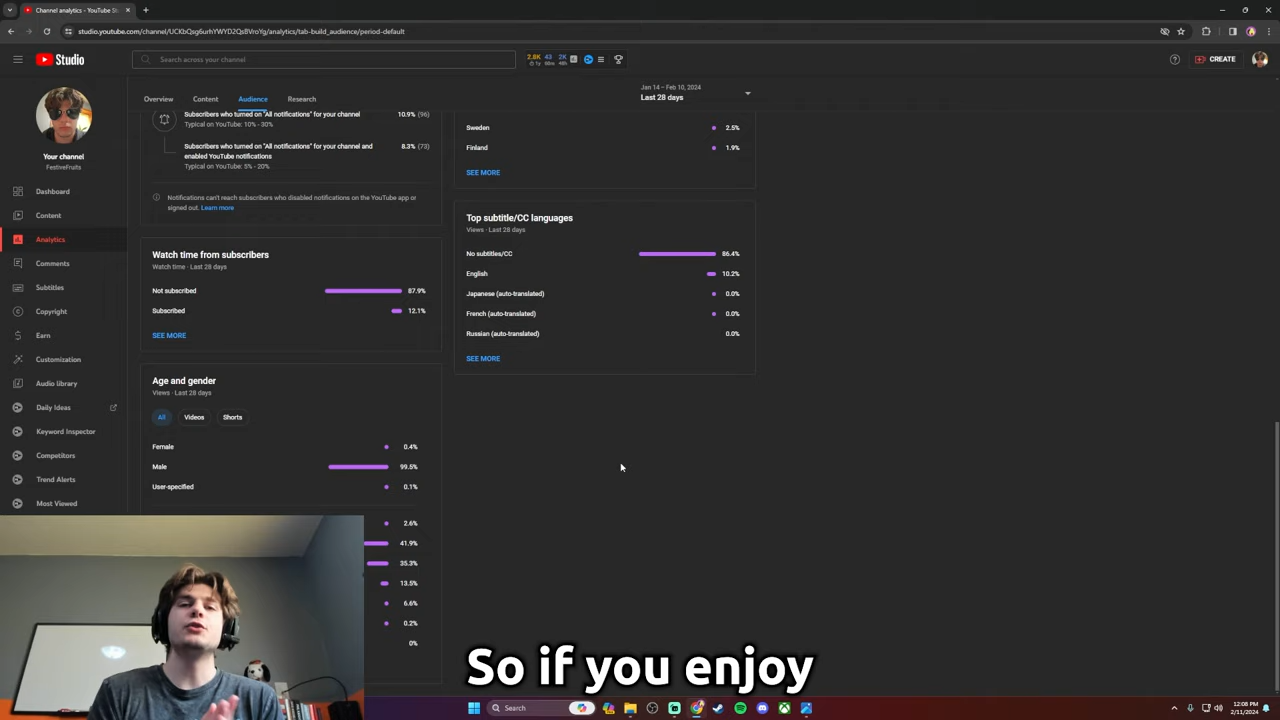 Channel analytics - YouTube St
studio.youtube.com/channel/UCKbQsg6urhYWYD2QsBVroYg/analytics/tab-build_audience/period-default
Studio
Search across your channel
2.8K 43 2K
1y 60m 48h
CREATE
Overview
Content
Audience
Research
Jan 14 – Feb 10, 2024
Last 28 days
Your channel
FestiveFruits
Dashboard
Content
Analytics
Comments
Subtitles
Copyright
Earn
Customization
Audio library
Daily Ideas
Keyword Inspector
Competitors
Trend Alerts
Most Viewed
Subscribers who turned on "All notifications" for your channel 10.9% (96)
Typical on YouTube: 10% - 30%
Subscribers who turned on "All notifications" for your channel and 8.3% (73)
enabled YouTube notifications
Typical on YouTube: 5% - 20%
Notifications can't reach subscribers who disabled notifications on the YouTube app or
signed out. Learn more
Watch time from subscribers
Watch time · Last 28 days
Not subscribed 87.9%
Subscribed 12.1%
SEE MORE
Age and gender
Views · Last 28 days
All Videos Shorts
Female 0.4%
Male 99.5%
User-specified 0.1%
2.6%
41.9%
35.3%
13.5%
6.6%
0.2%
0%
Sweden 2.5%
Finland 1.9%
SEE MORE
Top subtitle/CC languages
Views · Last 28 days
No subtitles/CC 86.4%
English 10.2%
Japanese (auto-translated) 0.0%
French (auto-translated) 0.0%
Russian (auto-translated) 0.0%
SEE MORE
So if you enjoy
Search
12:06 PM
2/11/2024